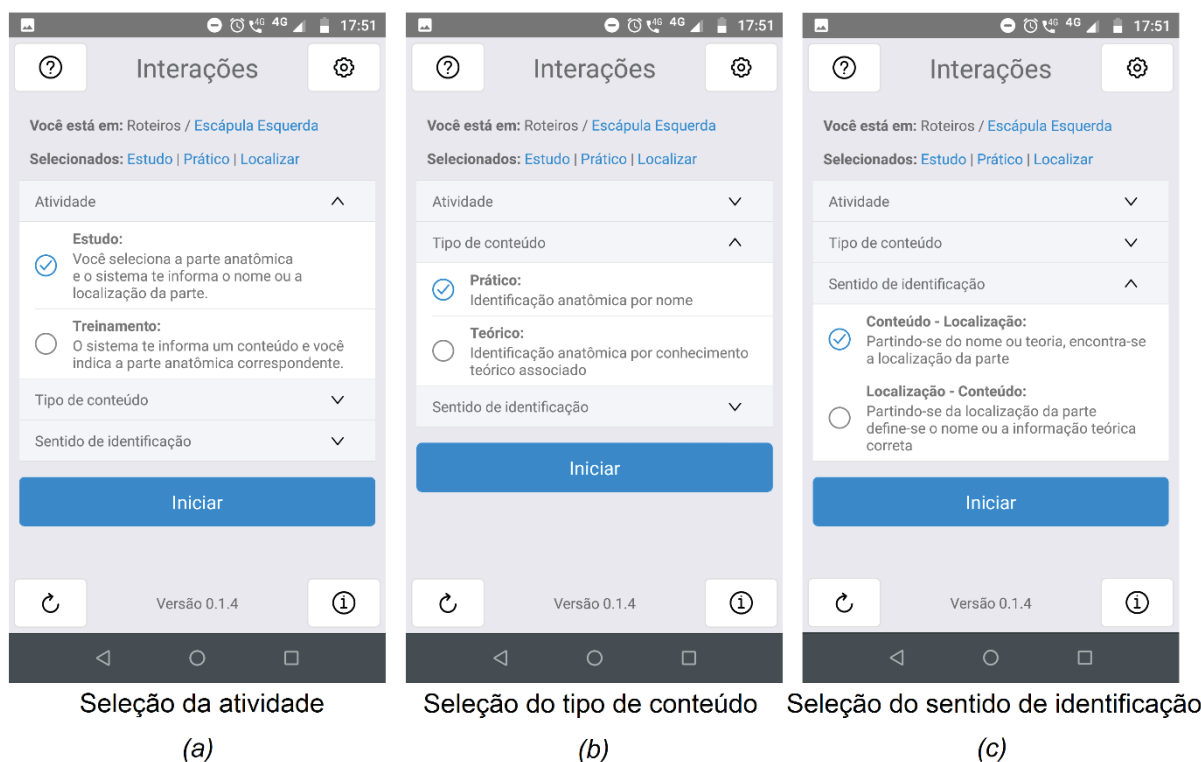 4G 4G 17:51
Interações
Você está em: Roteiros / Escápula Esquerda
Selecionados: Estudo | Prático | Localizar
Atividade
Estudo:
Você seleciona a parte anatômica
e o sistema te informa o nome ou a
localização da parte.
Treinamento:
O sistema te informa um conteúdo e você
indica a parte anatômica correspondente.
Tipo de conteúdo
Sentido de identificação
Iniciar
Versão 0.1.4
Seleção da atividade
(a)
4G 4G 17:51
Interações
Você está em: Roteiros / Escápula Esquerda
Selecionados: Estudo | Prático | Localizar
Atividade
Tipo de conteúdo
Prático:
Identificação anatômica por nome
Teórico:
Identificação anatômica por conhecimento
teórico associado
Sentido de identificação
Iniciar
Versão 0.1.4
Seleção do tipo de conteúdo
(b)
4G 4G 17:51
Interações
Você está em: Roteiros / Escápula Esquerda
Selecionados: Estudo | Prático | Localizar
Atividade
Tipo de conteúdo
Sentido de identificação
Conteúdo - Localização:
Partindo-se do nome ou teoria, encontra-se
a localização da parte
Localização - Conteúdo:
Partindo-se da localização da parte
define-se o nome ou a informação teórica
correta
Iniciar
Versão 0.1.4
Seleção do sentido de identificação
(c)